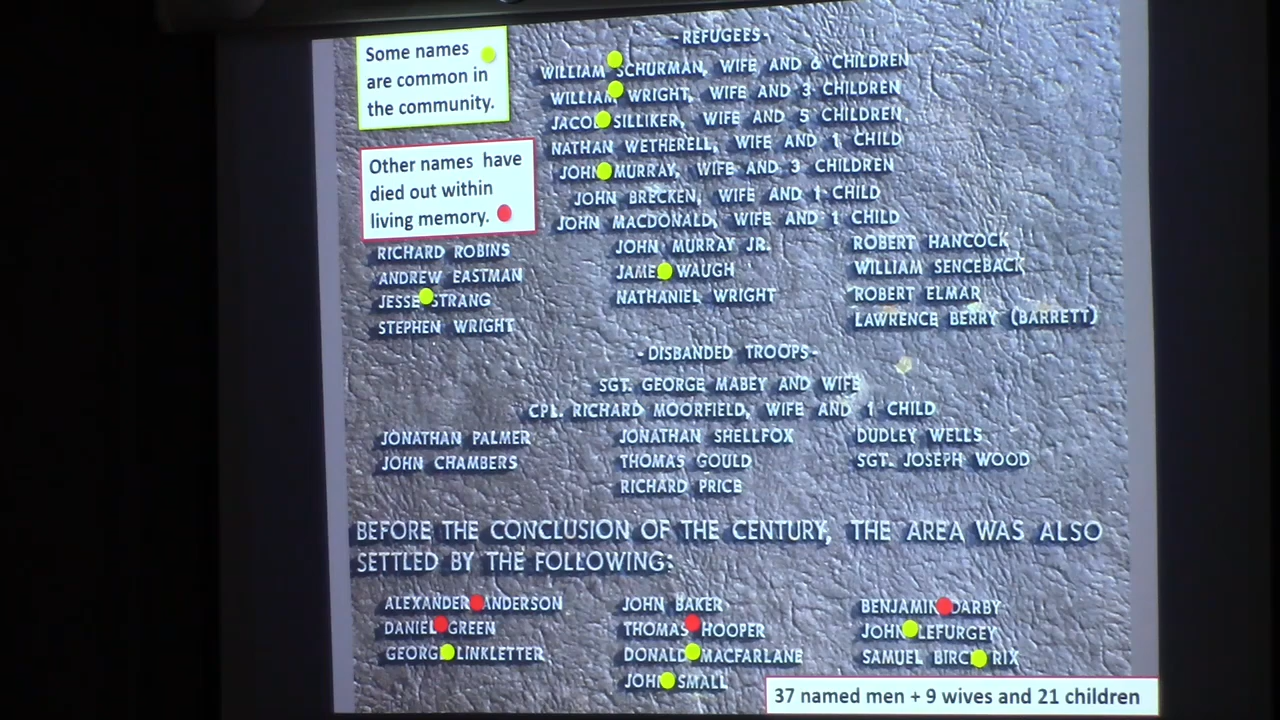 Some names
are common in
the community.
Other names have
died out within
living memory.
-REFUGEES-
WILLIAM SCHURMAN, WIFE AND 6 CHILDREN
WILLIAM WRIGHT, WIFE AND 3 CHILDREN
JACOB SILLIKER, WIFE AND 5 CHILDREN
NATHAN WETHERELL, WIFE AND 1 CHILD
JOHN MURRAY, WIFE AND 3 CHILDREN
JOHN BRECKEN, WIFE AND 1 CHILD
JOHN MACDONALD, WIFE AND 1 CHILD
RICHARD ROBINS
ANDREW EASTMAN
JESSE STRANG
STEPHEN WRIGHT
JOHN MURRAY JR.
JAMES WAUGH
NATHANIEL WRIGHT
ROBERT HANCOCK
WILLIAM SENCEBACK
ROBERT ELMAR
LAWRENCE BERRY (BARRETT)
-DISBANDED TROOPS-
SGT. GEORGE MABEY AND WIFE
CPL. RICHARD MOORFIELD, WIFE AND 1 CHILD
JONATHAN PALMER
JOHN CHAMBERS
JONATHAN SHELLFOX
THOMAS GOULD
RICHARD PRICE
DUDLEY WELLS
SGT. JOSEPH WOOD
BEFORE THE CONCLUSION OF THE CENTURY, THE AREA WAS ALSO
SETTLED BY THE FOLLOWING:
ALEXANDER ANDERSON
DANIEL GREEN
GEORGE LINKLETTER
JOHN BAKER
THOMAS HOOPER
DONALD MACFARLANE
JOHN SMALL
BENJAMIN DARBY
JOHN LEFURGEY
SAMUEL BIRCH RIX
37 named men + 9 wives and 21 children